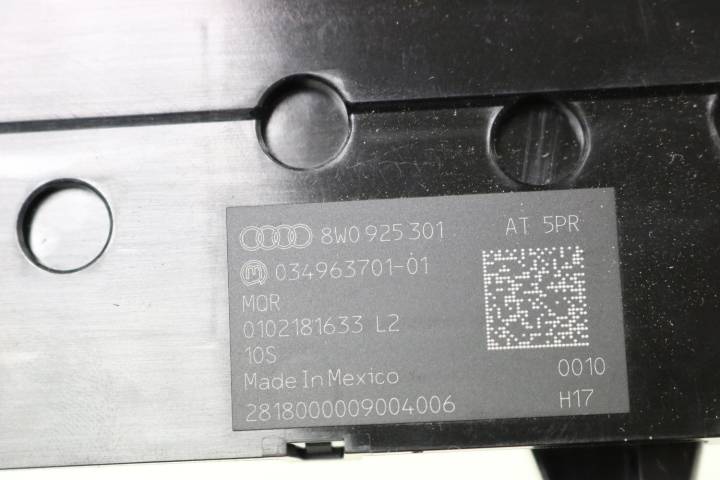 8W0 925 301 AT 5PR
M 034963701-01
MQR
0102181633 L2
10S
Made In Mexico 0010
2818000009004006 H17